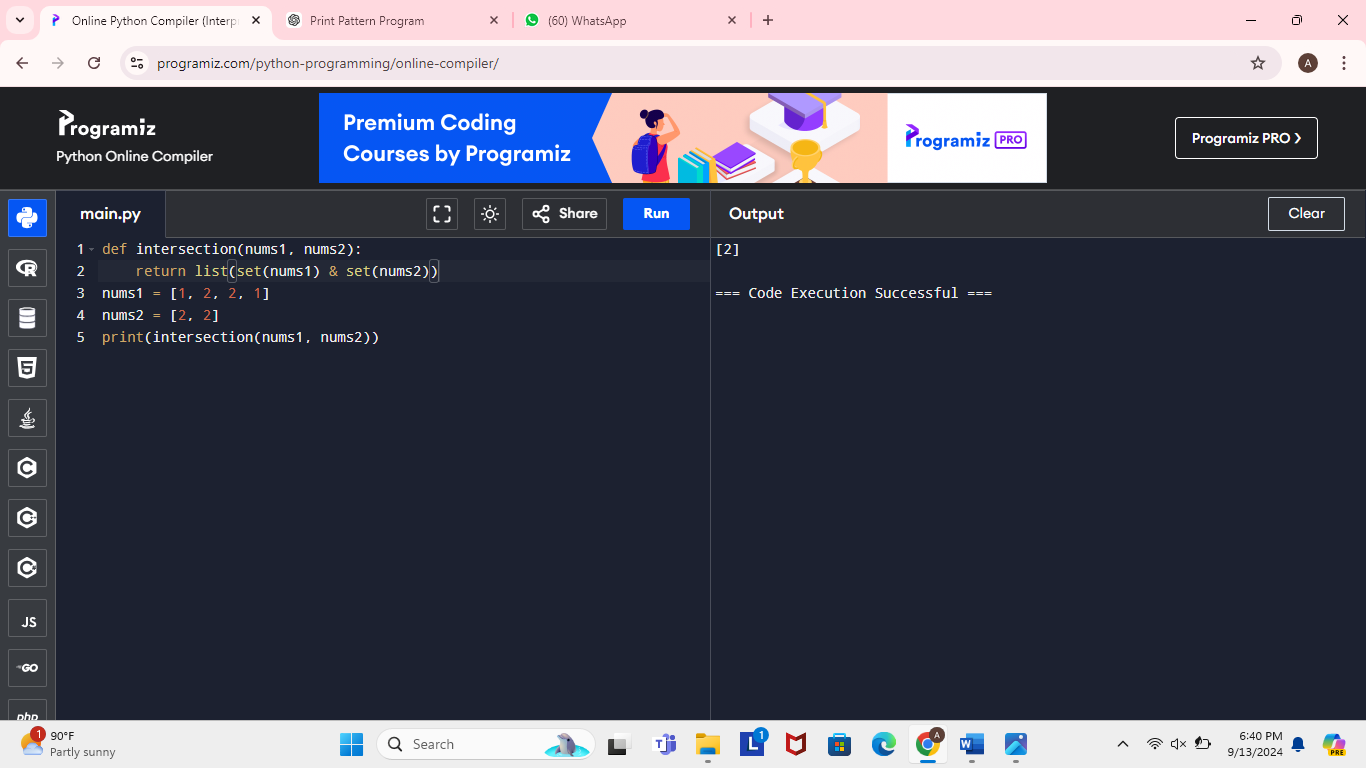 Online Python Compiler (Interp
Print Pattern Program
(60) WhatsApp
programiz.com/python-programming/online-compiler/
A
Programiz
Python Online Compiler
Premium Coding
Courses by Programiz
Programiz PRO
Programiz PRO
main.py
Share
Run
Output
Clear
1 def intersection(nums1, nums2):
2     return list(set(nums1) & set(nums2))
3 nums1 = [1, 2, 2, 1]
4 nums2 = [2, 2]
5 print(intersection(nums1, nums2))
[2]
=== Code Execution Successful ===
R
5
C
C
C
JS
GO
php
1
90°F
Partly sunny
Search
T
L
1
A
W
6:40 PM
9/13/2024
PRE